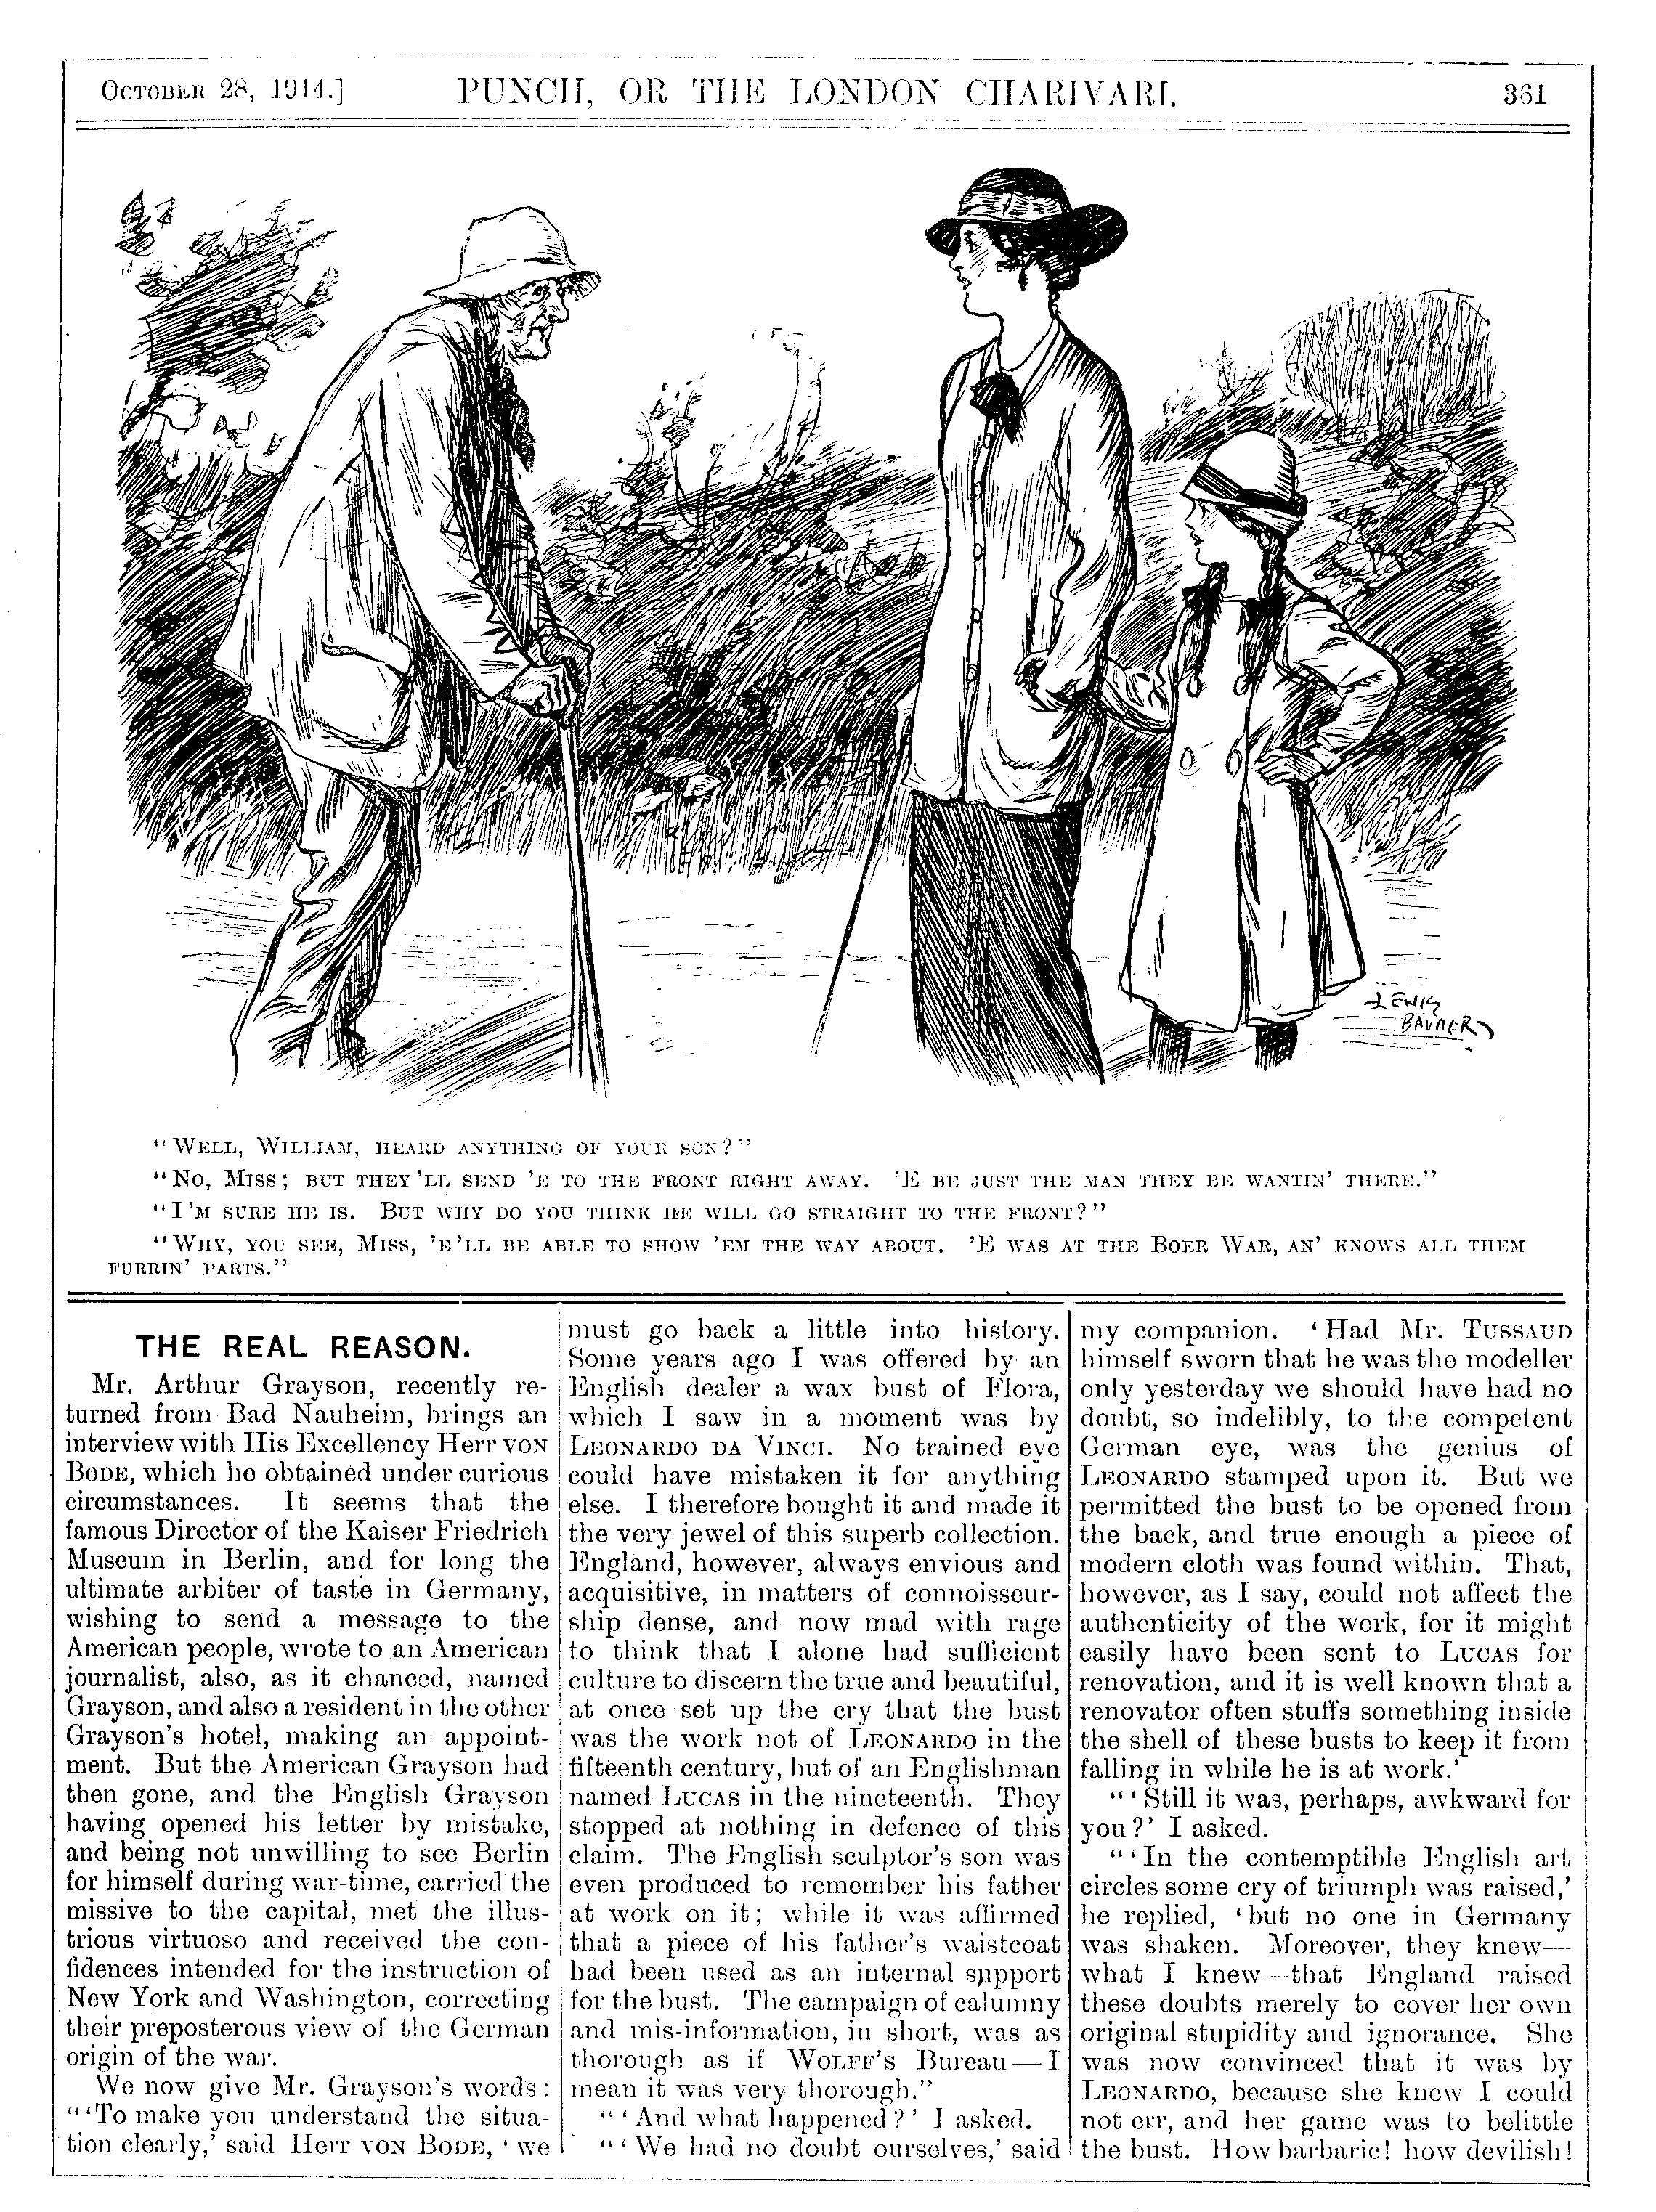 October 28, 1914.]
PUNCH, OR THE LONDON CHARIVARI.
361
LEWIS
BAUMER
"Well, William, heard anything of your son?"
"No, Miss; but they'll send 'e to the front right away. 'E be just the man they be wantin' there."
"I'm sure he is. But why do you think he will go straight to the front?"
"Why, you see, Miss, 'e'll be able to show 'em the way about. 'E was at the Boer War, an' knows all them
furrin' parts."
THE REAL REASON.
Mr. Arthur Grayson, recently re-
turned from Bad Nauheim, brings an
interview with His Excellency Herr von
Bode, which he obtained under curious
circumstances. It seems that the
famous Director of the Kaiser Friedrich
Museum in Berlin, and for long the
ultimate arbiter of taste in Germany,
wishing to send a message to the
American people, wrote to an American
journalist, also, as it chanced, named
Grayson, and also a resident in the other
Grayson's hotel, making an appoint-
ment. But the American Grayson had
then gone, and the English Grayson
having opened his letter by mistake,
and being not unwilling to see Berlin
for himself during war-time, carried the
missive to the capital, met the illus-
trious virtuoso and received the con-
fidences intended for the instruction of
New York and Washington, correcting
their preposterous view of the German
origin of the war.
We now give Mr. Grayson's words:
"'To make you understand the situa-
tion clearly,' said Herr von Bode, 'we
must go back a little into history.
Some years ago I was offered by an
English dealer a wax bust of Flora,
which I saw in a moment was by
Leonardo da Vinci. No trained eye
could have mistaken it for anything
else. I therefore bought it and made it
the very jewel of this superb collection.
England, however, always envious and
acquisitive, in matters of connoisseur-
ship dense, and now mad with rage
to think that I alone had sufficient
culture to discern the true and beautiful,
at once set up the cry that the bust
was the work not of Leonardo in the
fifteenth century, but of an Englishman
named Lucas in the nineteenth. They
stopped at nothing in defence of this
claim. The English sculptor's son was
even produced to remember his father
at work on it; while it was affirmed
that a piece of his father's waistcoat
had been used as an internal support
for the bust. The campaign of calumny
and mis-information, in short, was as
thorough as if Wolff's Bureau—I
mean it was very thorough."
"'And what happened?' I asked.
"'We had no doubt ourselves,' said
my companion. 'Had Mr. Tussaud
himself sworn that he was the modeller
only yesterday we should have had no
doubt, so indelibly, to the competent
German eye, was the genius of
Leonardo stamped upon it. But we
permitted the bust to be opened from
the back, and true enough a piece of
modern cloth was found within. That,
however, as I say, could not affect the
authenticity of the work, for it might
easily have been sent to Lucas for
renovation, and it is well known that a
renovator often stuffs something inside
the shell of these busts to keep it from
falling in while he is at work.'
"'Still it was, perhaps, awkward for
you?' I asked.
"'In the contemptible English art
circles some cry of triumph was raised,'
he replied, 'but no one in Germany
was shaken. Moreover, they knew—
what I knew—that England raised
these doubts merely to cover her own
original stupidity and ignorance. She
was now convinced that it was by
Leonardo, because she knew I could
not err, and her game was to belittle
the bust. How barbaric! how devilish!